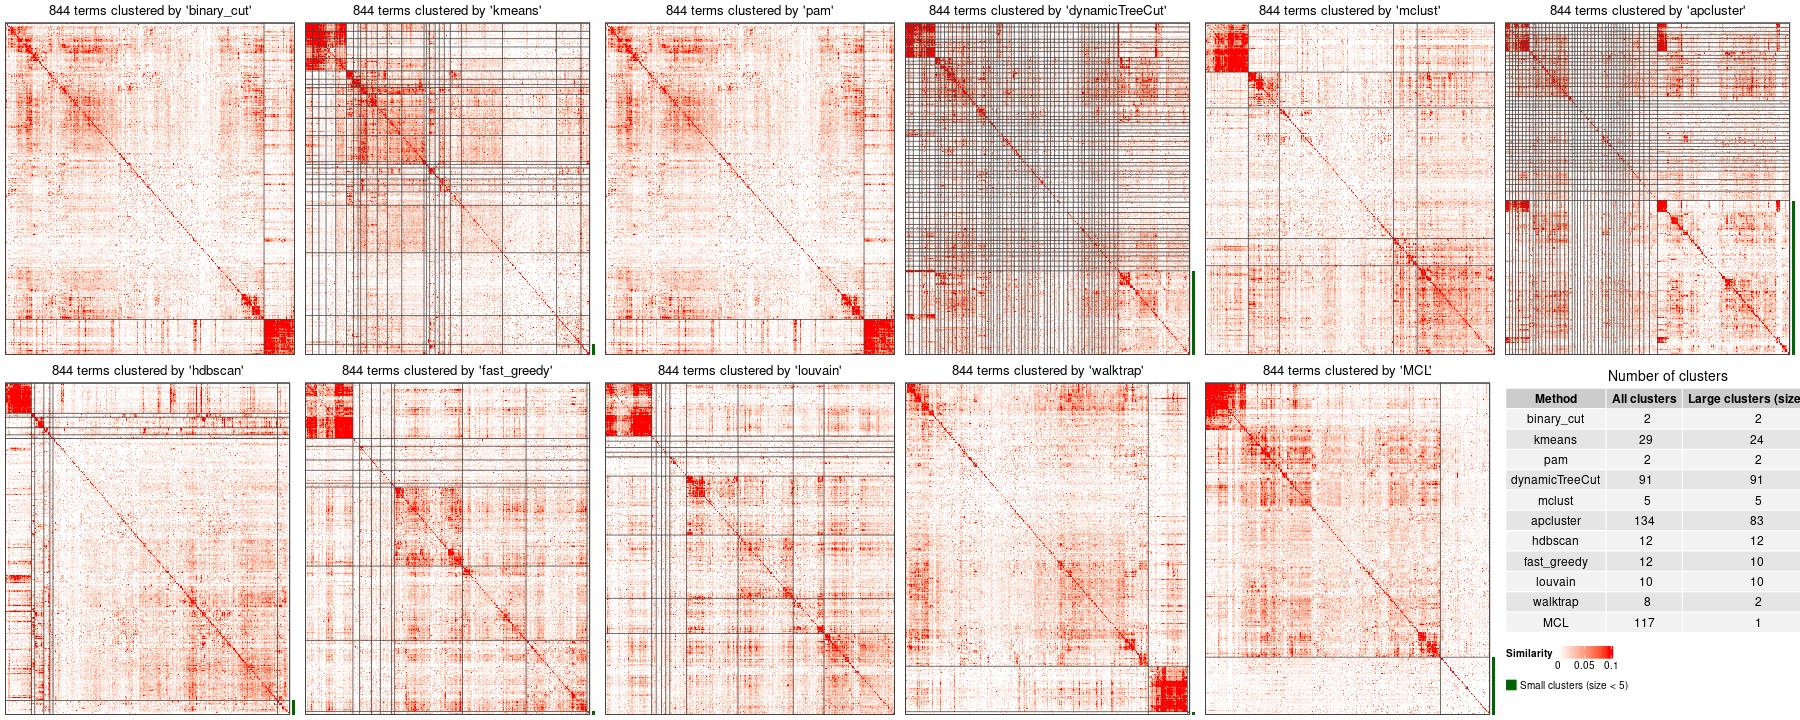 844 terms clustered by 'binary_cut'
844 terms clustered by 'kmeans'
844 terms clustered by 'pam'
844 terms clustered by 'dynamicTreeCut'
844 terms clustered by 'mclust'
844 terms clustered by 'apcluster'
844 terms clustered by 'hdbscan'
844 terms clustered by 'fast_greedy'
844 terms clustered by 'louvain'
844 terms clustered by 'walktrap'
844 terms clustered by 'MCL'
Number of clusters
Method All clusters Large clusters (size
binary_cut 2 2
kmeans 29 24
pam 2 2
dynamicTreeCut 91 91
mclust 5 5
apcluster 134 83
hdbscan 12 12
fast_greedy 12 10
louvain 10 10
walktrap 8 2
MCL 117 1
Similarity
0 0.05 0.1
Small clusters (size < 5)